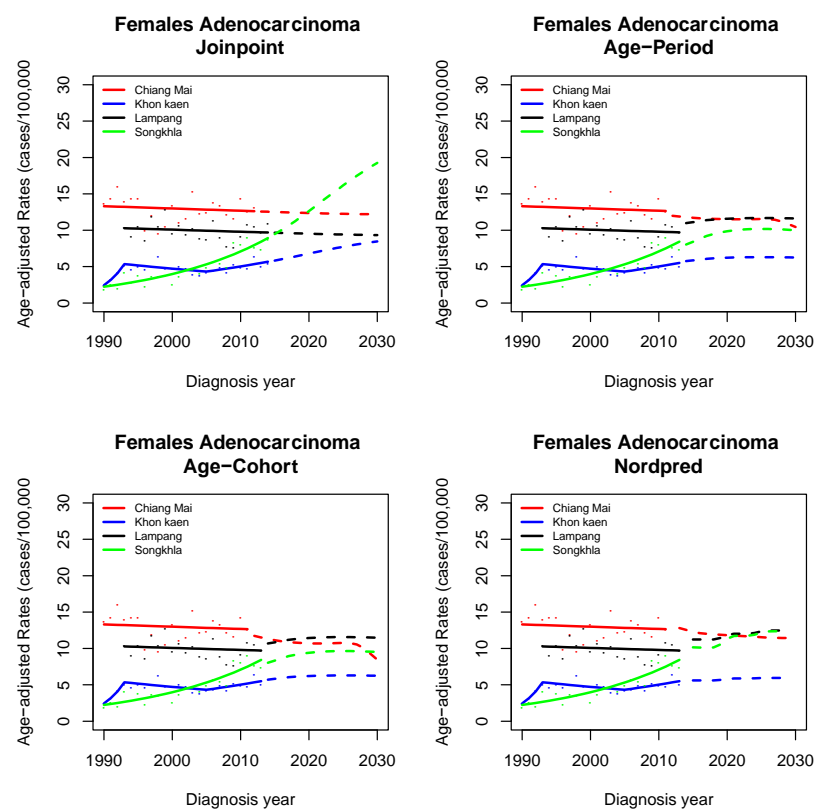 Females Adenocarcinoma
Joinpoint
Age-adjusted Rates (cases/100,000
30
25
20
15
10
5
0
Chiang Mai
Khon kaen
Lampang
Songkhla
1990 2000 2010 2020 2030
Diagnosis year
Females Adenocarcinoma
Age−Period
Age-adjusted Rates (cases/100,000
30
25
20
15
10
5
0
Chiang Mai
Khon kaen
Lampang
Songkhla
1990 2000 2010 2020 2030
Diagnosis year
Females Adenocarcinoma
Age−Cohort
Age-adjusted Rates (cases/100,000
30
25
20
15
10
5
0
Chiang Mai
Khon kaen
Lampang
Songkhla
1990 2000 2010 2020 2030
Diagnosis year
Females Adenocarcinoma
Nordpred
Age-adjusted Rates (cases/100,000
30
25
20
15
10
5
0
Chiang Mai
Khon kaen
Lampang
Songkhla
1990 2000 2010 2020 2030
Diagnosis year